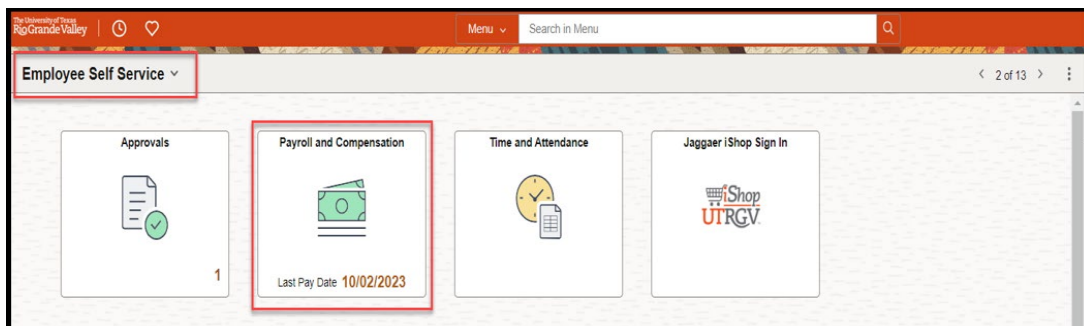 The University of Texas
RioGrande Valley
Menu
Search in Menu
Employee Self Service
2 of 13
Approvals
Payroll and Compensation
Time and Attendance
Jaggaer iShop Sign In
iShop
UTRGV
1
Last Pay Date 10/02/2023